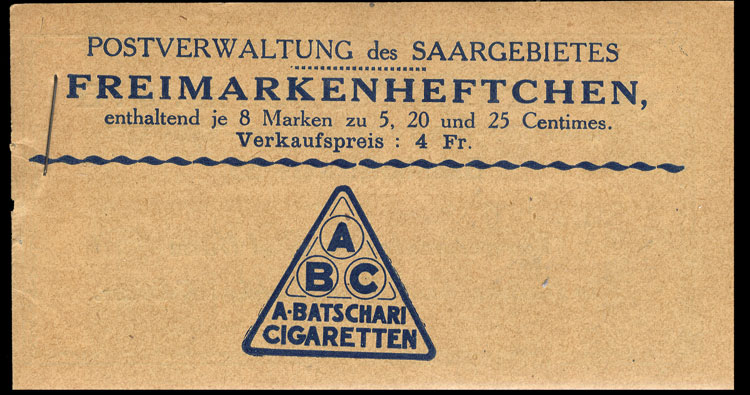 POSTVERWALTUNG des SAARGEBIETES
FREIMARKENHEFTCHEN,
enthaltend je 8 Marken zu 5, 20 und 25 Centimes.
Verkaufspreis : 4 Fr.
A
B C
A·BATSCHARI
CIGARETTEN